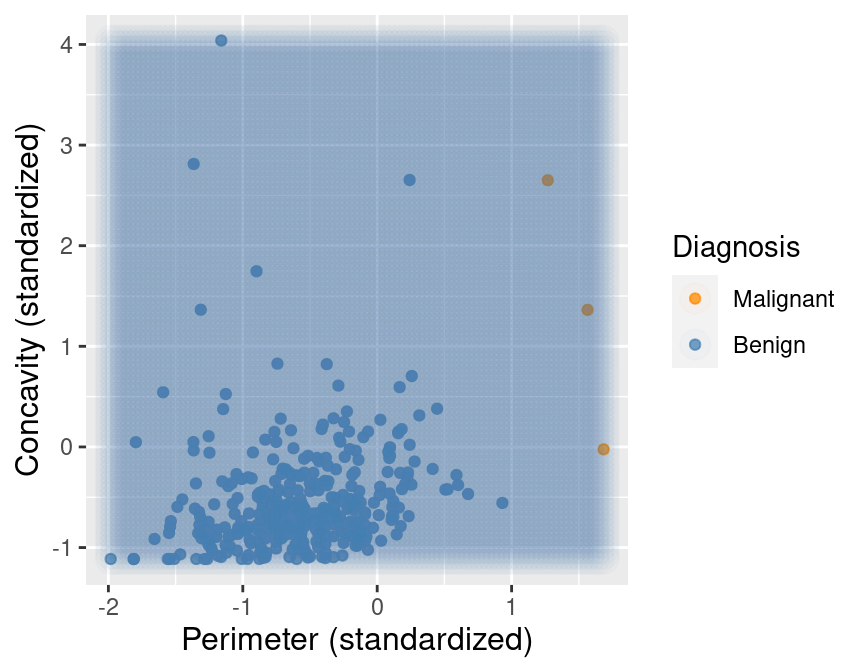 Concavity (standardized)
4
3
2
1
0
-1
-2
-1
0
1
Perimeter (standardized)
Diagnosis
Malignant
Benign